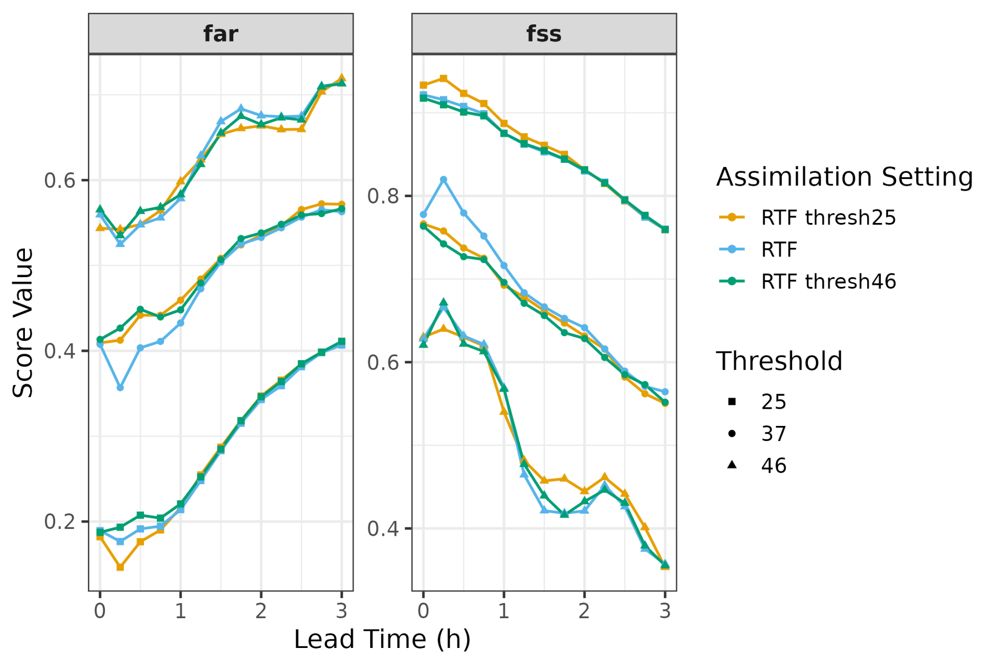 far
fss
Score Value
0.6
0.4
0.2
0.8
0.6
0.4
0 1 2 3
0 1 2 3
Lead Time (h)
Assimilation Setting
RTF thresh25
RTF
RTF thresh46
Threshold
25
37
46